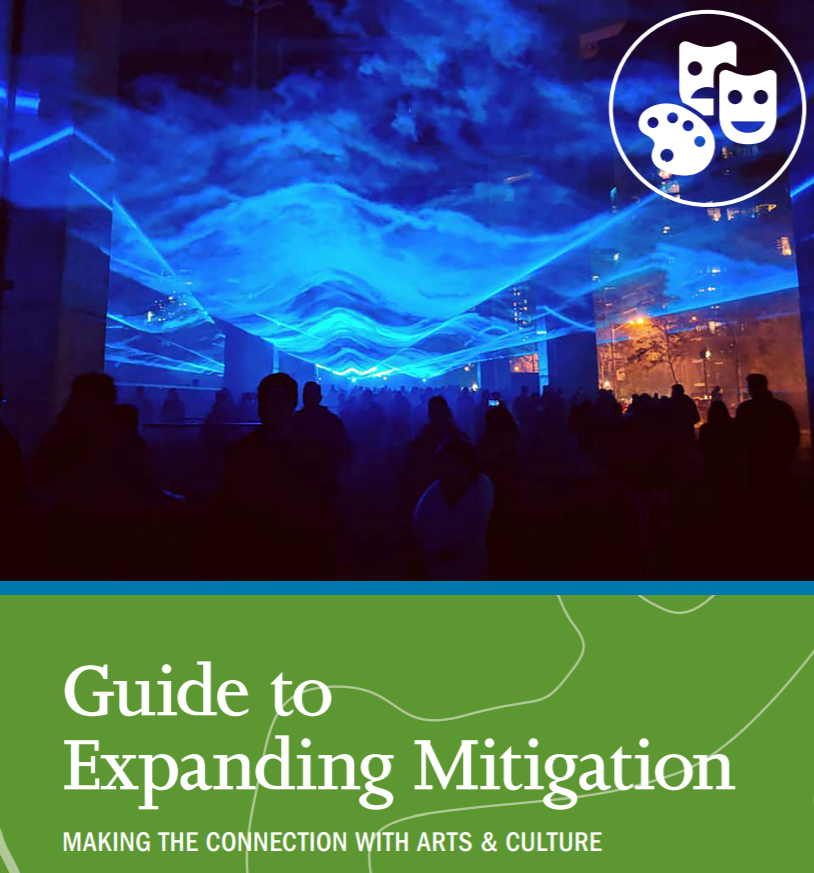 Guide to
Expanding Mitigation
MAKING THE CONNECTION WITH ARTS & CULTURE